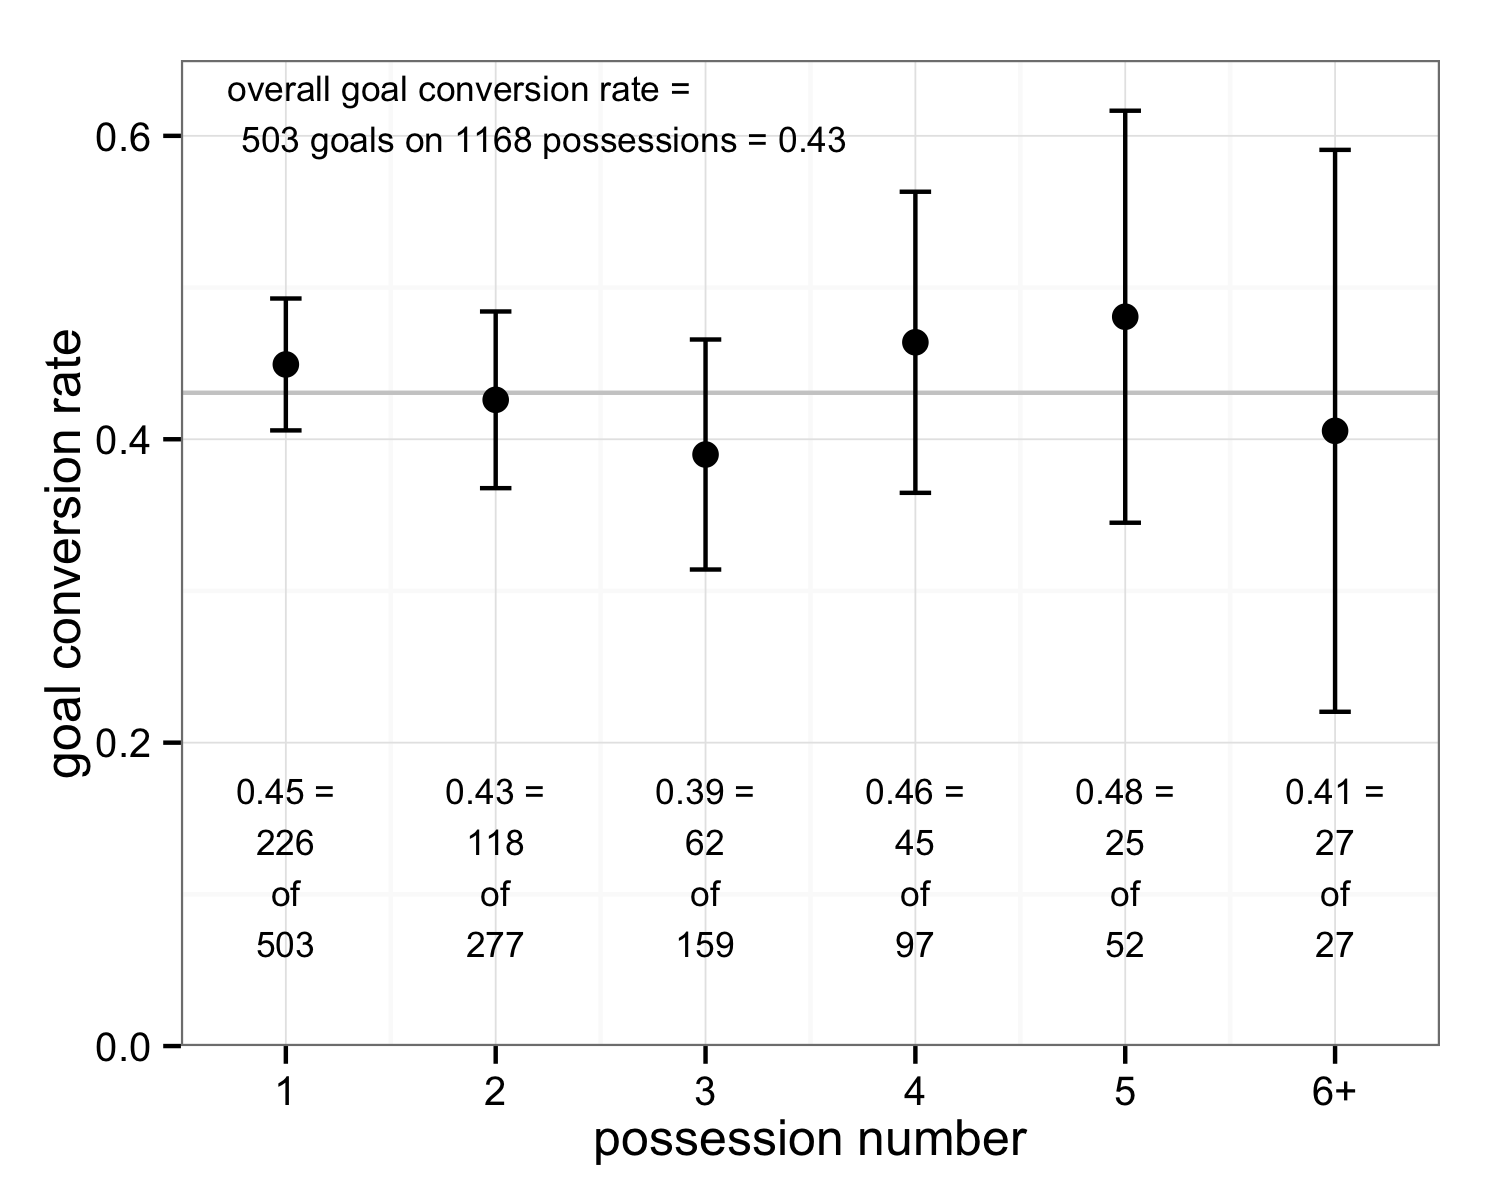 overall goal conversion rate =
503 goals on 1168 possessions = 0.43
goal conversion rate
0.6
0.4
0.2
0.0
0.45 = 0.43 = 0.39 = 0.46 = 0.48 = 0.41 =
226 118 62 45 25 27
of of of of of of
503 277 159 97 52 27
1 2 3 4 5 6+
possession number